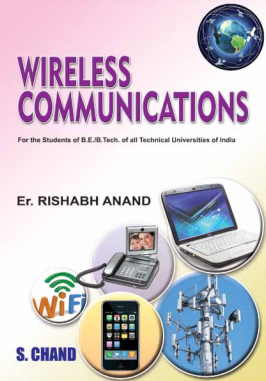 WIRELESS
COMMUNICATIONS
For the Students of B.E./B.Tech. of all Technical Universities of India
Er. RISHABH ANAND
WiFi
S. CHAND